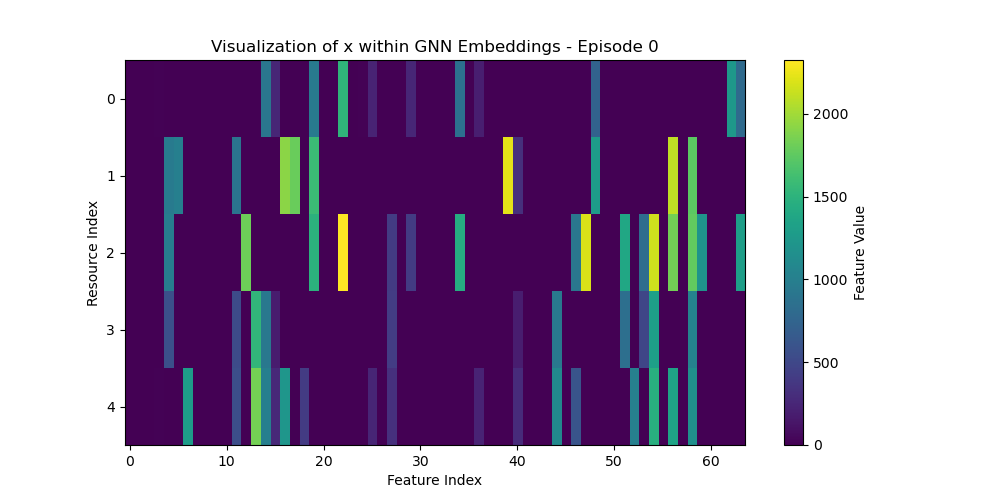 Visualization of x within GNN Embeddings - Episode 0
Resource Index
0
1
2
3
4
0 10 20 30 40 50 60
Feature Index
2000
1500
1000
500
0
Feature Value